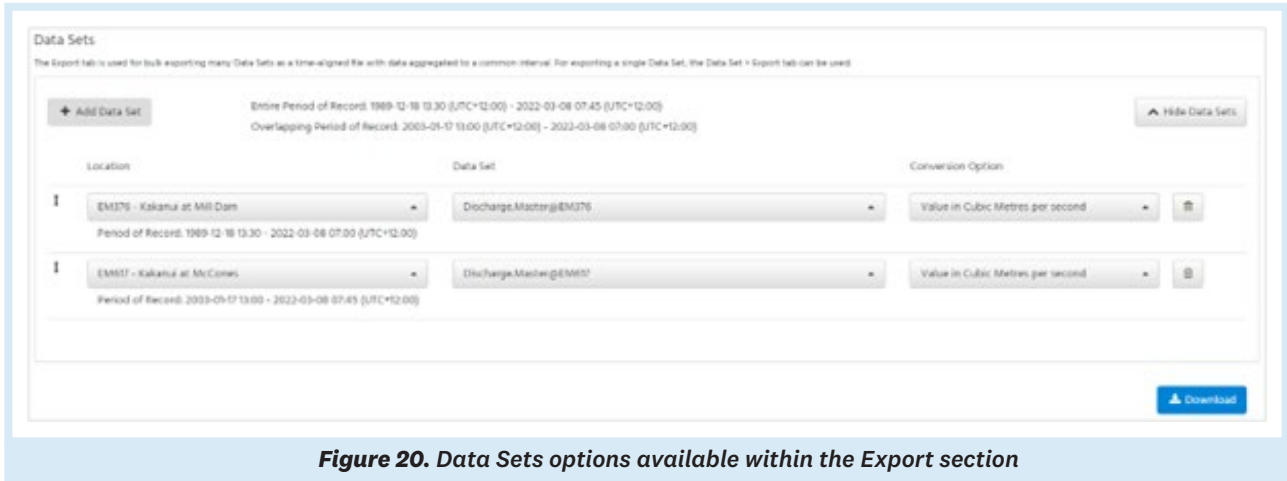 Data Sets
The Export tab is used for bulk exporting many Data Sets as a time-aligned file with data aggregated to a common interval. For exporting a single Data Set, the Data Set > Export tab can be used.
+ Add Data Set
Entire Period of Record: 1989-12-18 13:30 (UTC+12:00) - 2022-03-08 07:45 (UTC+12:00)
Overlapping Period of Record: 2003-01-17 13:00 (UTC+12:00) - 2022-03-08 07:00 (UTC+12:00)
Hide Data Sets
Location Data Set Conversion Option
EM376 - Kakanui at Mill Dam Discharge.Master@EM376 Value in Cubic Metres per second
Period of Record: 1989-12-18 13:30 - 2022-03-08 07:00 (UTC+12:00)
EM617 - Kakanui at McCones Discharge.Master@EM617 Value in Cubic Metres per second
Period of Record: 2003-01-17 13:00 - 2022-03-08 07:45 (UTC+12:00)
Download
Figure 20. Data Sets options available within the Export section